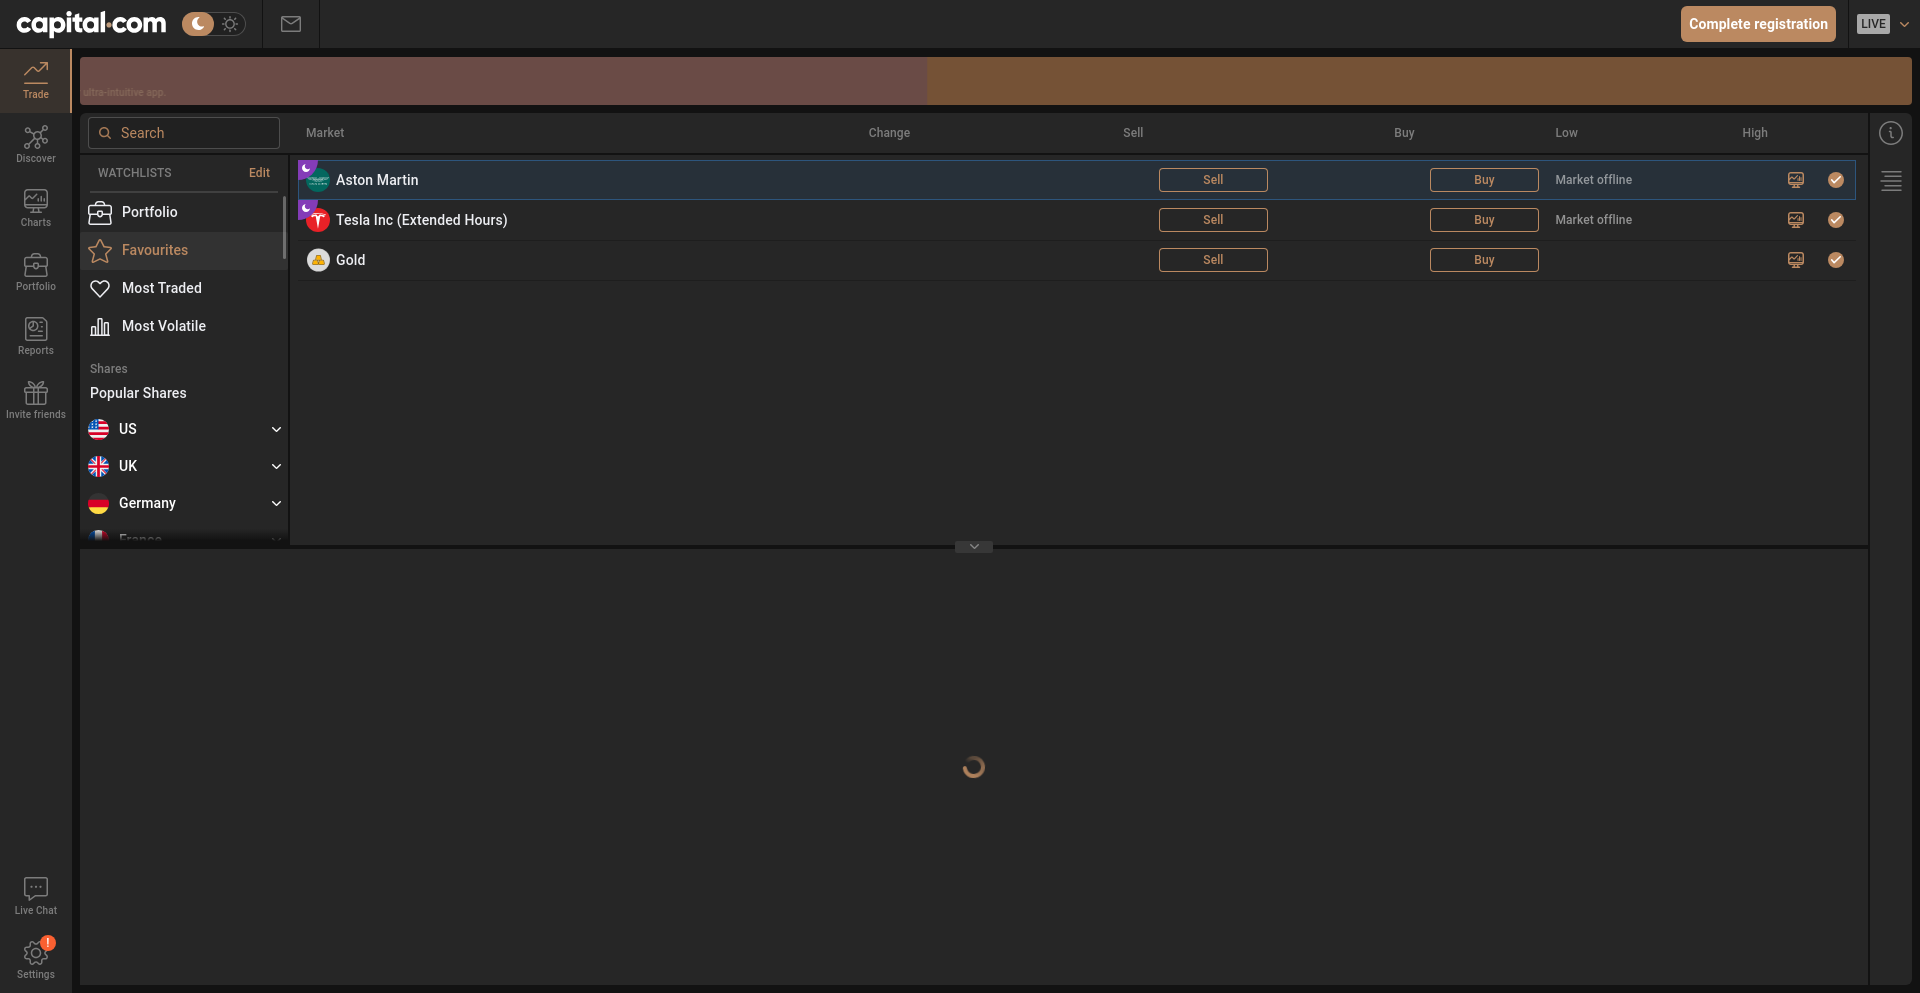 capital.com
Complete registration
LIVE
Trade
ultra-intuitive app.
Search
Market
Change
Sell
Buy
Low
High
Discover
WATCHLISTS
Edit
Aston Martin
Sell
Buy
Market offline
Portfolio
Tesla Inc (Extended Hours)
Sell
Buy
Market offline
Charts
Favourites
Gold
Sell
Buy
Portfolio
Most Traded
Most Volatile
Reports
Shares
Popular Shares
Invite friends
US
UK
Germany
France
Live Chat
!
Settings